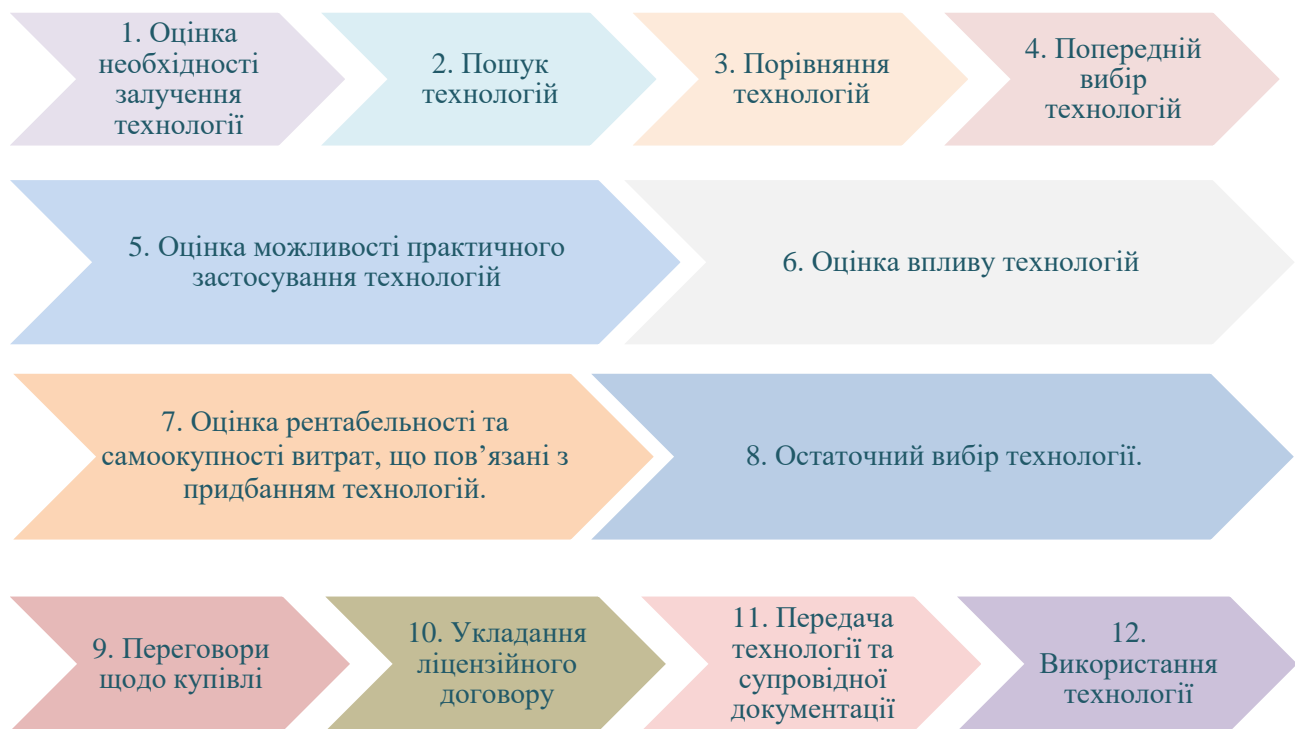 1. Оцінка
необхідності
залучення
технології
2. Пошук
технологій
3. Порівняння
технологій
4. Попередній
вибір
технологій
5. Оцінка можливості практичного
застосування технологій
6. Оцінка впливу технологій
7. Оцінка рентабельності та
самоокупності витрат, що пов’язані з
придбанням технологій.
8. Остаточний вибір технології.
9. Переговори
щодо купівлі
10. Укладання
ліцензійного
договору
11. Передача
технології та
супровідної
документації
12.
Використання
технології